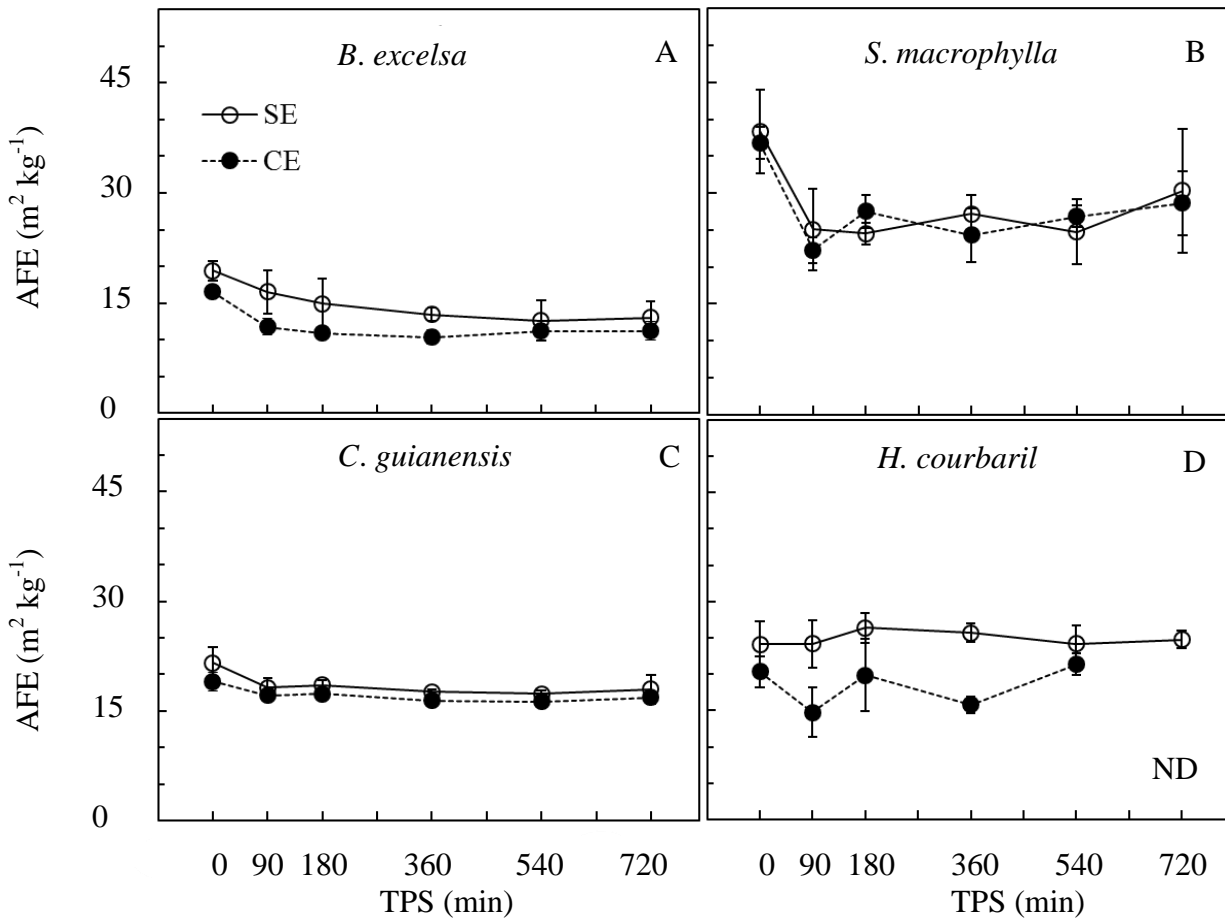 B. excelsa A
SE
CE
AFE (m² kg⁻¹)
45
30
15
0
S. macrophylla B
C. guianensis C
AFE (m² kg⁻¹)
45
30
15
0
H. courbaril D
ND
0 90 180 360 540 720
TPS (min)
0 90 180 360 540 720
TPS (min)